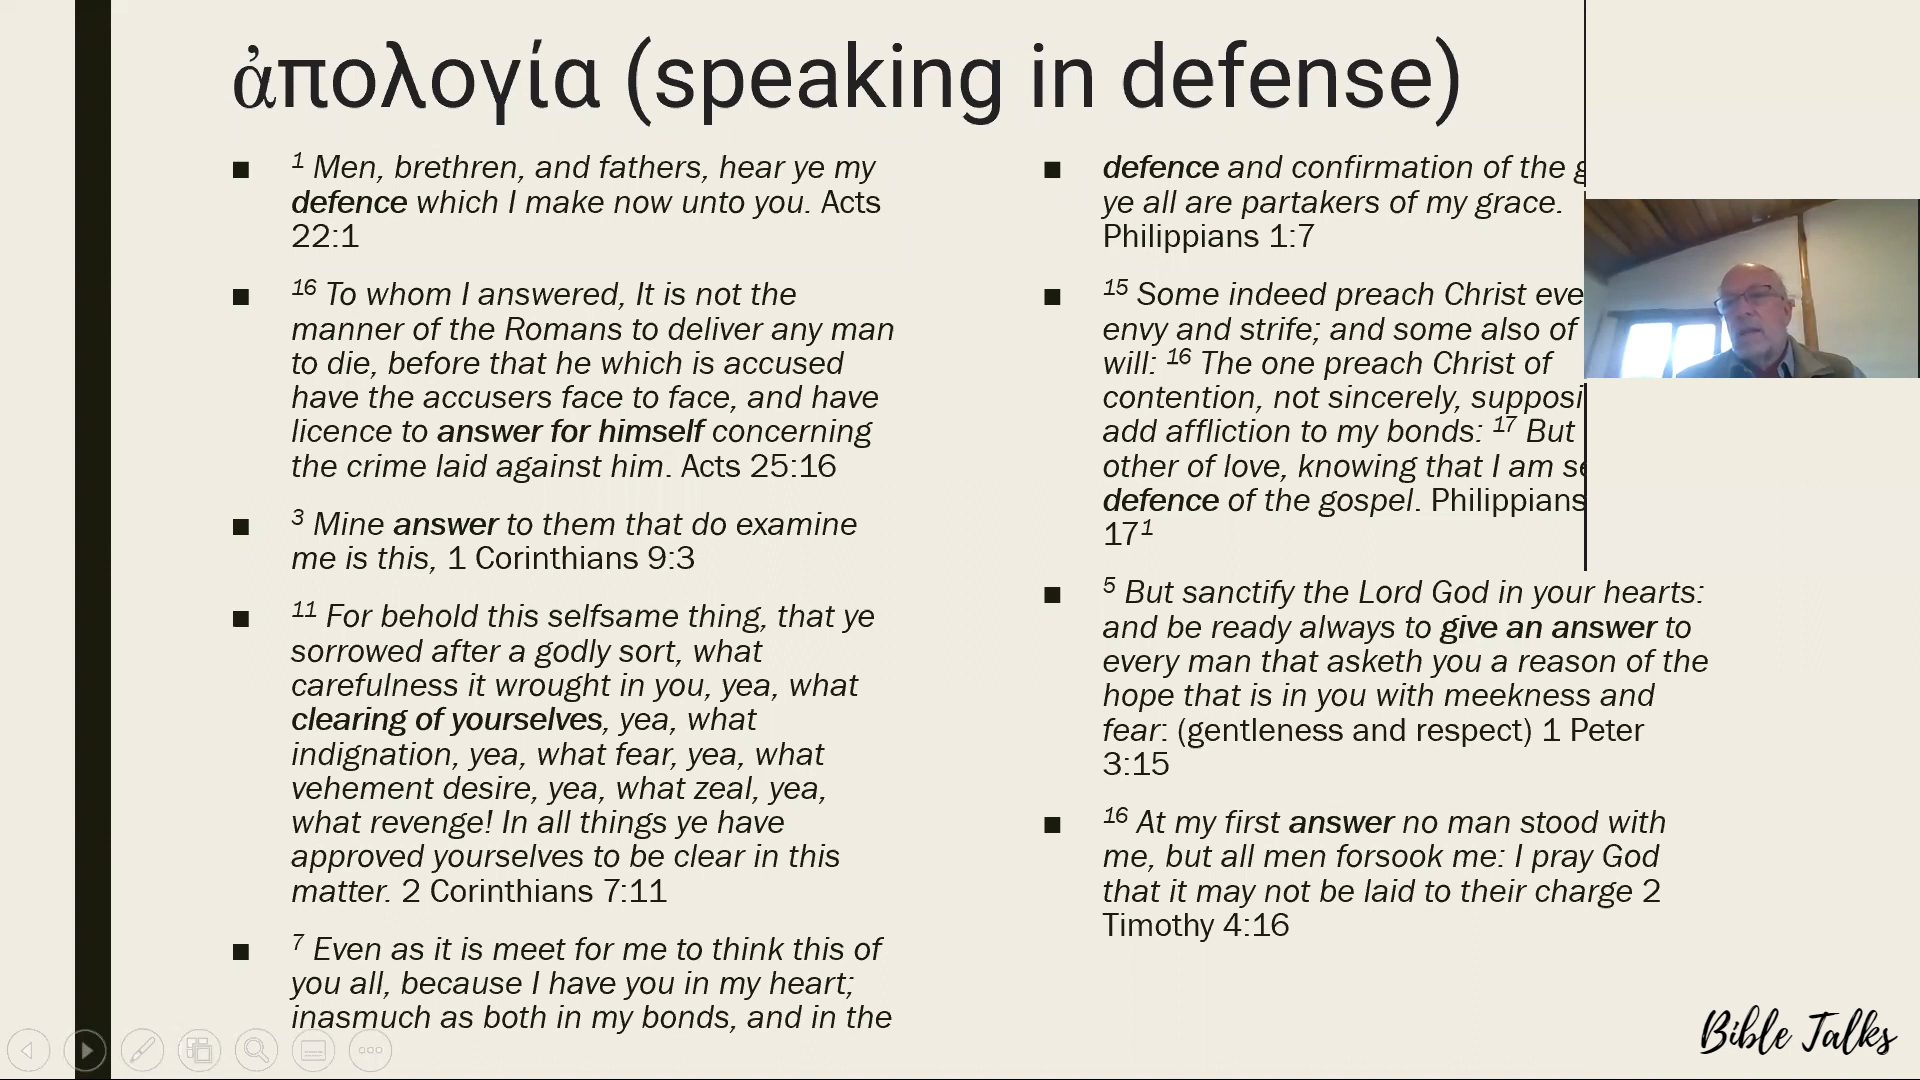 ἀπολογία (speaking in defense)
■ 1 Men, brethren, and fathers, hear ye my
defence which I make now unto you. Acts
22:1
■ 16 To whom I answered, It is not the
manner of the Romans to deliver any man
to die, before that he which is accused
have the accusers face to face, and have
licence to answer for himself concerning
the crime laid against him. Acts 25:16
■ 3 Mine answer to them that do examine
me is this, 1 Corinthians 9:3
■ 11 For behold this selfsame thing, that ye
sorrowed after a godly sort, what
carefulness it wrought in you, yea, what
clearing of yourselves, yea, what
indignation, yea, what fear, yea, what
vehement desire, yea, what zeal, yea,
what revenge! In all things ye have
approved yourselves to be clear in this
matter. 2 Corinthians 7:11
■ 7 Even as it is meet for me to think this of
you all, because I have you in my heart;
inasmuch as both in my bonds, and in the
■ defence and confirmation of the
ye all are partakers of my grace.
Philippians 1:7
■ 15 Some indeed preach Christ eve
envy and strife; and some also of
will: 16 The one preach Christ of
contention, not sincerely, supposi
add affliction to my bonds: 17 But
other of love, knowing that I am se
defence of the gospel. Philippians
17 1
■ 5 But sanctify the Lord God in your hearts:
and be ready always to give an answer to
every man that asketh you a reason of the
hope that is in you with meekness and
fear: (gentleness and respect) 1 Peter
3:15
■ 16 At my first answer no man stood with
me, but all men forsook me: I pray God
that it may not be laid to their charge 2
Timothy 4:16
Bible Talks